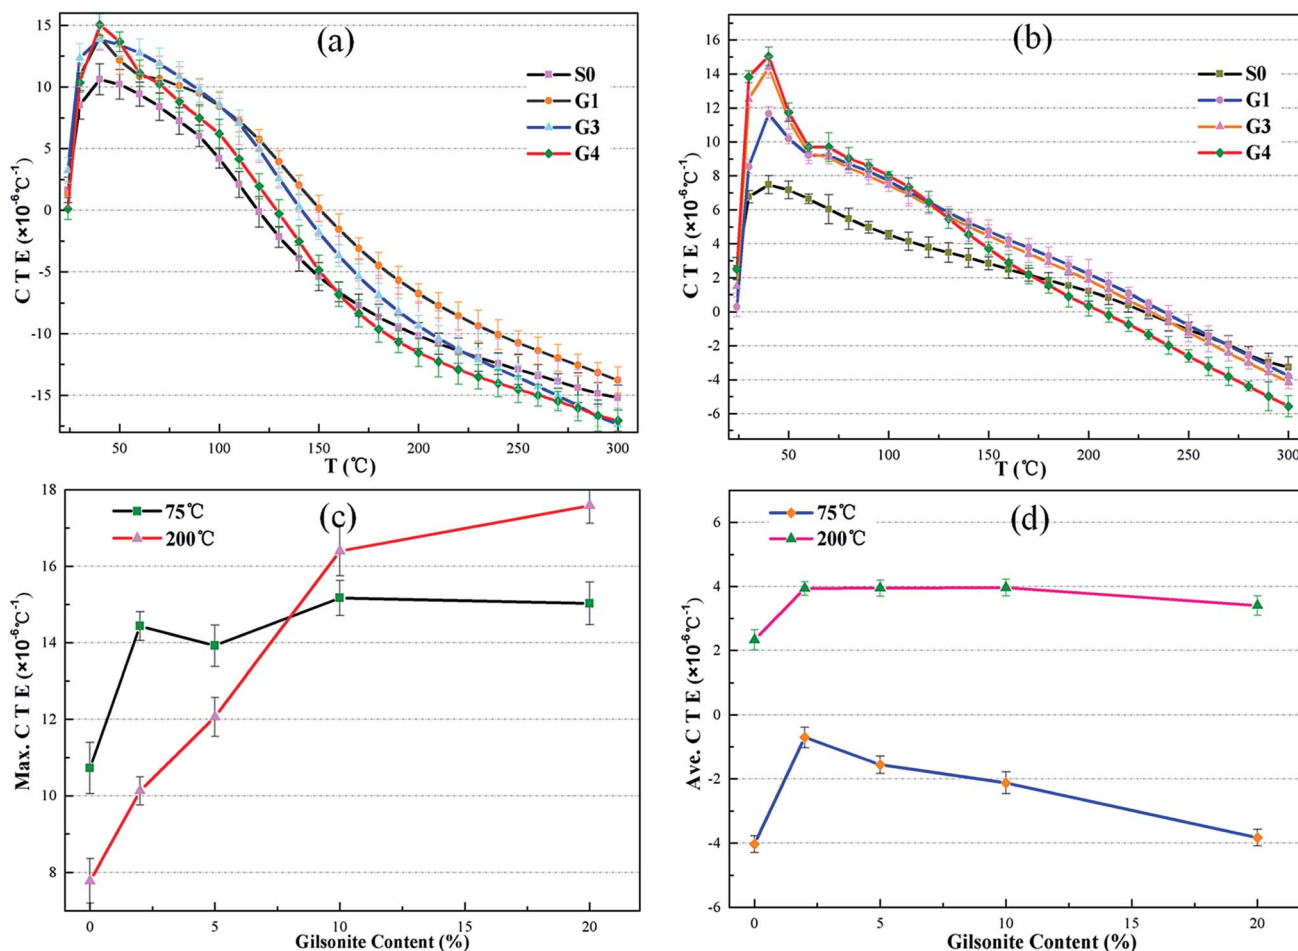 (a)
S0
G1
G3
G4
15
10
5
0
-5
-10
-15
50 100 150 200 250 300
T (℃)
C T E (×10⁻⁶℃⁻¹)
(b)
S0
G1
G3
G4
16
14
12
10
8
6
4
2
0
-2
-4
-6
50 100 150 200 250 300
T (℃)
C T E (×10⁻⁶℃⁻¹)
(c)
75℃
200℃
18
16
14
12
10
8
0 5 10 15 20
Gilsonite Content (%)
Max. C T E (×10⁻⁶℃⁻¹)
(d)
75℃
200℃
6
4
2
0
-2
-4
-6
0 5 10 15 20
Gilsonite Content (%)
Ave. C T E (×10⁻⁶℃⁻¹)